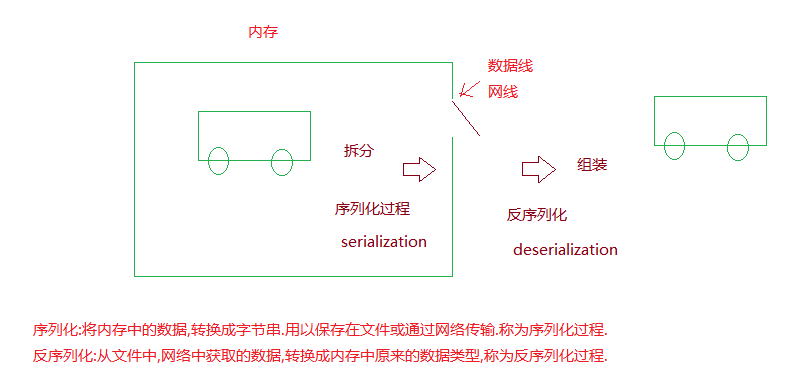 内存
数据线
网线
拆分
组装
序列化过程
反序列化
serialization
deserialization
序列化:将内存中的数据,转换成字节串.用以保存在文件或通过网络传输.称为序列化过程.
反序列化:从文件中,网络中获取的数据,转换成内存中原来的数据类型,称为反序列化过程.